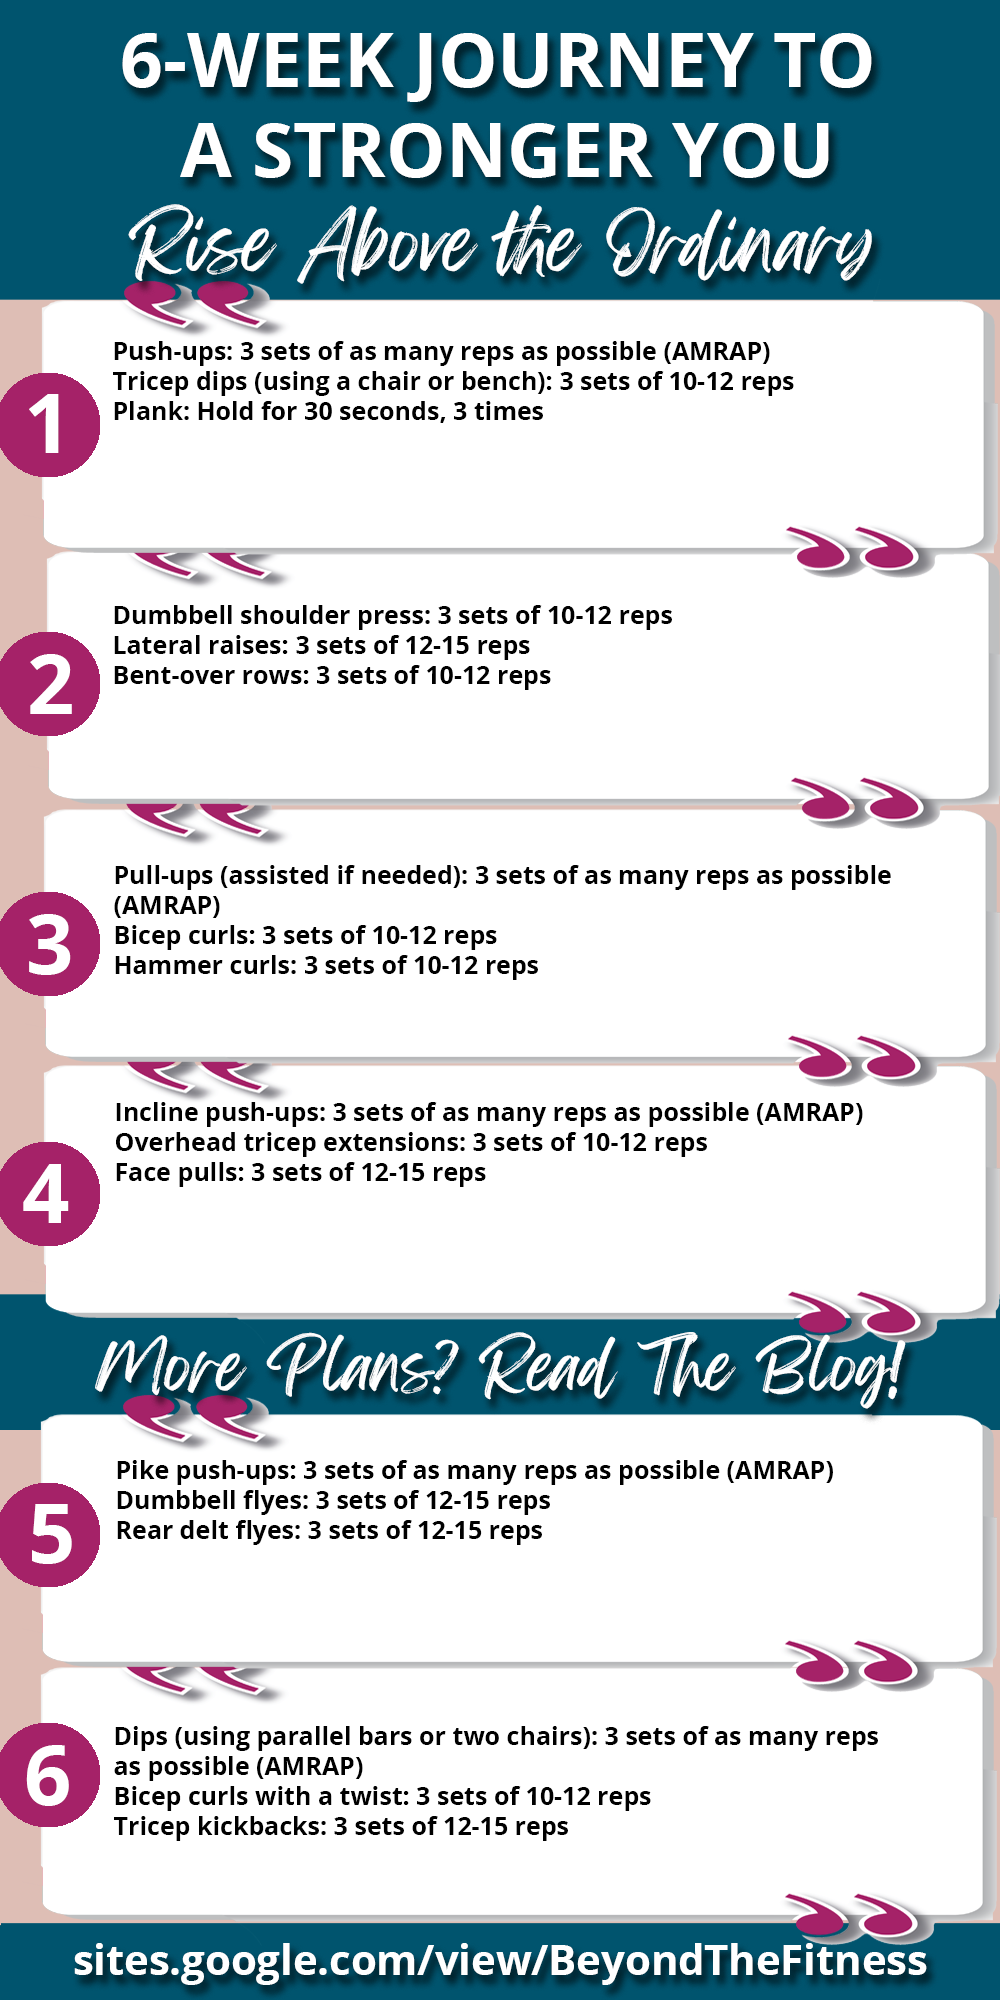 6-WEEK JOURNEY TO
A STRONGER YOU
Rise Above the Ordinary
1
Push-ups: 3 sets of as many reps as possible (AMRAP)
Tricep dips (using a chair or bench): 3 sets of 10-12 reps
Plank: Hold for 30 seconds, 3 times
2
Dumbbell shoulder press: 3 sets of 10-12 reps
Lateral raises: 3 sets of 12-15 reps
Bent-over rows: 3 sets of 10-12 reps
3
Pull-ups (assisted if needed): 3 sets of as many reps as possible
(AMRAP)
Bicep curls: 3 sets of 10-12 reps
Hammer curls: 3 sets of 10-12 reps
4
Incline push-ups: 3 sets of as many reps as possible (AMRAP)
Overhead tricep extensions: 3 sets of 10-12 reps
Face pulls: 3 sets of 12-15 reps
More Plans? Read The Blog!
5
Pike push-ups: 3 sets of as many reps as possible (AMRAP)
Dumbbell flyes: 3 sets of 12-15 reps
Rear delt flyes: 3 sets of 12-15 reps
6
Dips (using parallel bars or two chairs): 3 sets of as many reps
as possible (AMRAP)
Bicep curls with a twist: 3 sets of 10-12 reps
Tricep kickbacks: 3 sets of 12-15 reps
sites.google.com/view/BeyondTheFitness